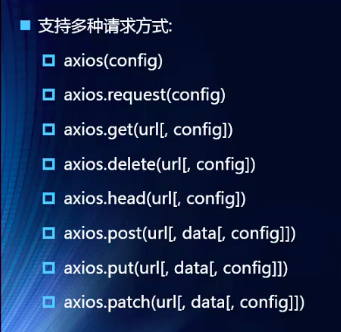 支持多种请求方式:
axios(config)
axios.request(config)
axios.get(url[, config])
axios.delete(url[, config])
axios.head(url[, config])
axios.post(url[, data[, config]])
axios.put(url[, data[, config]])
axios.patch(url[, data[, config]])